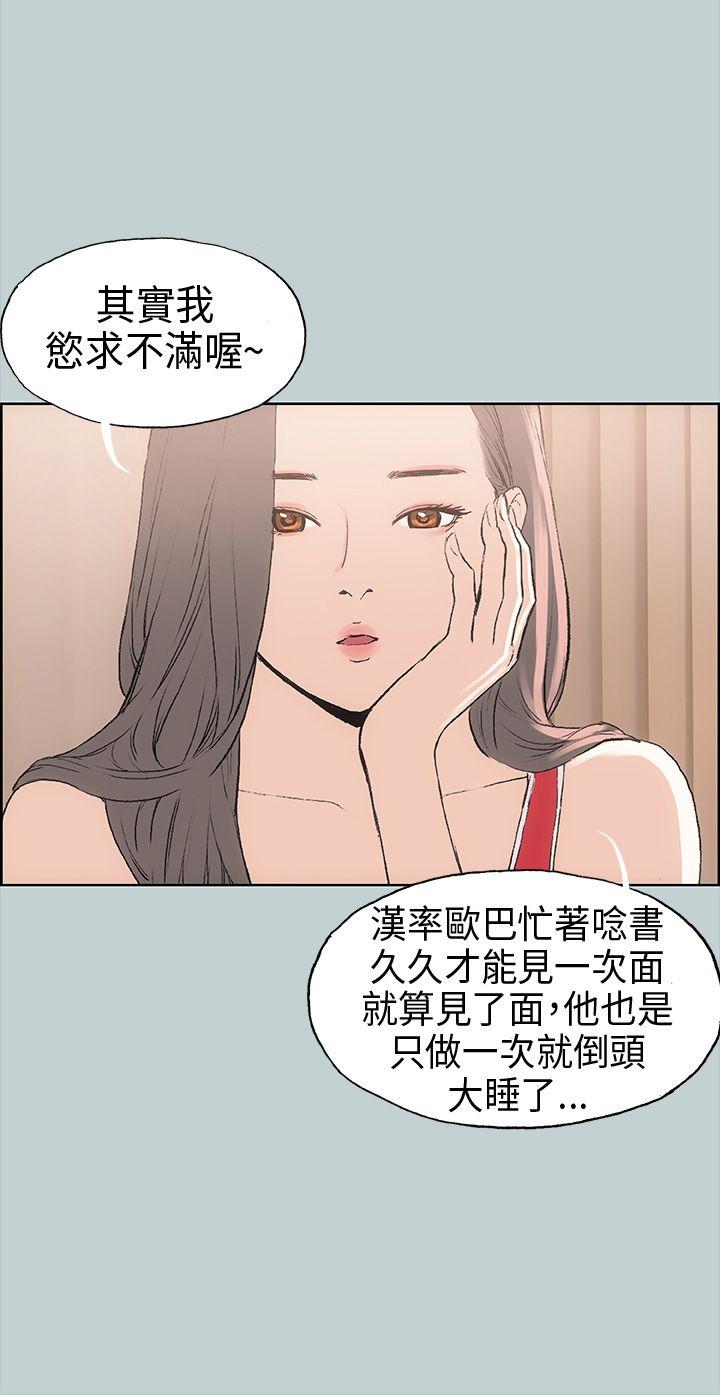 其實我
慾求不滿喔~
漢率歐巴忙著唸書
久久才能見一次面
就算見了面，他也是
只做一次就倒頭
大睡了...